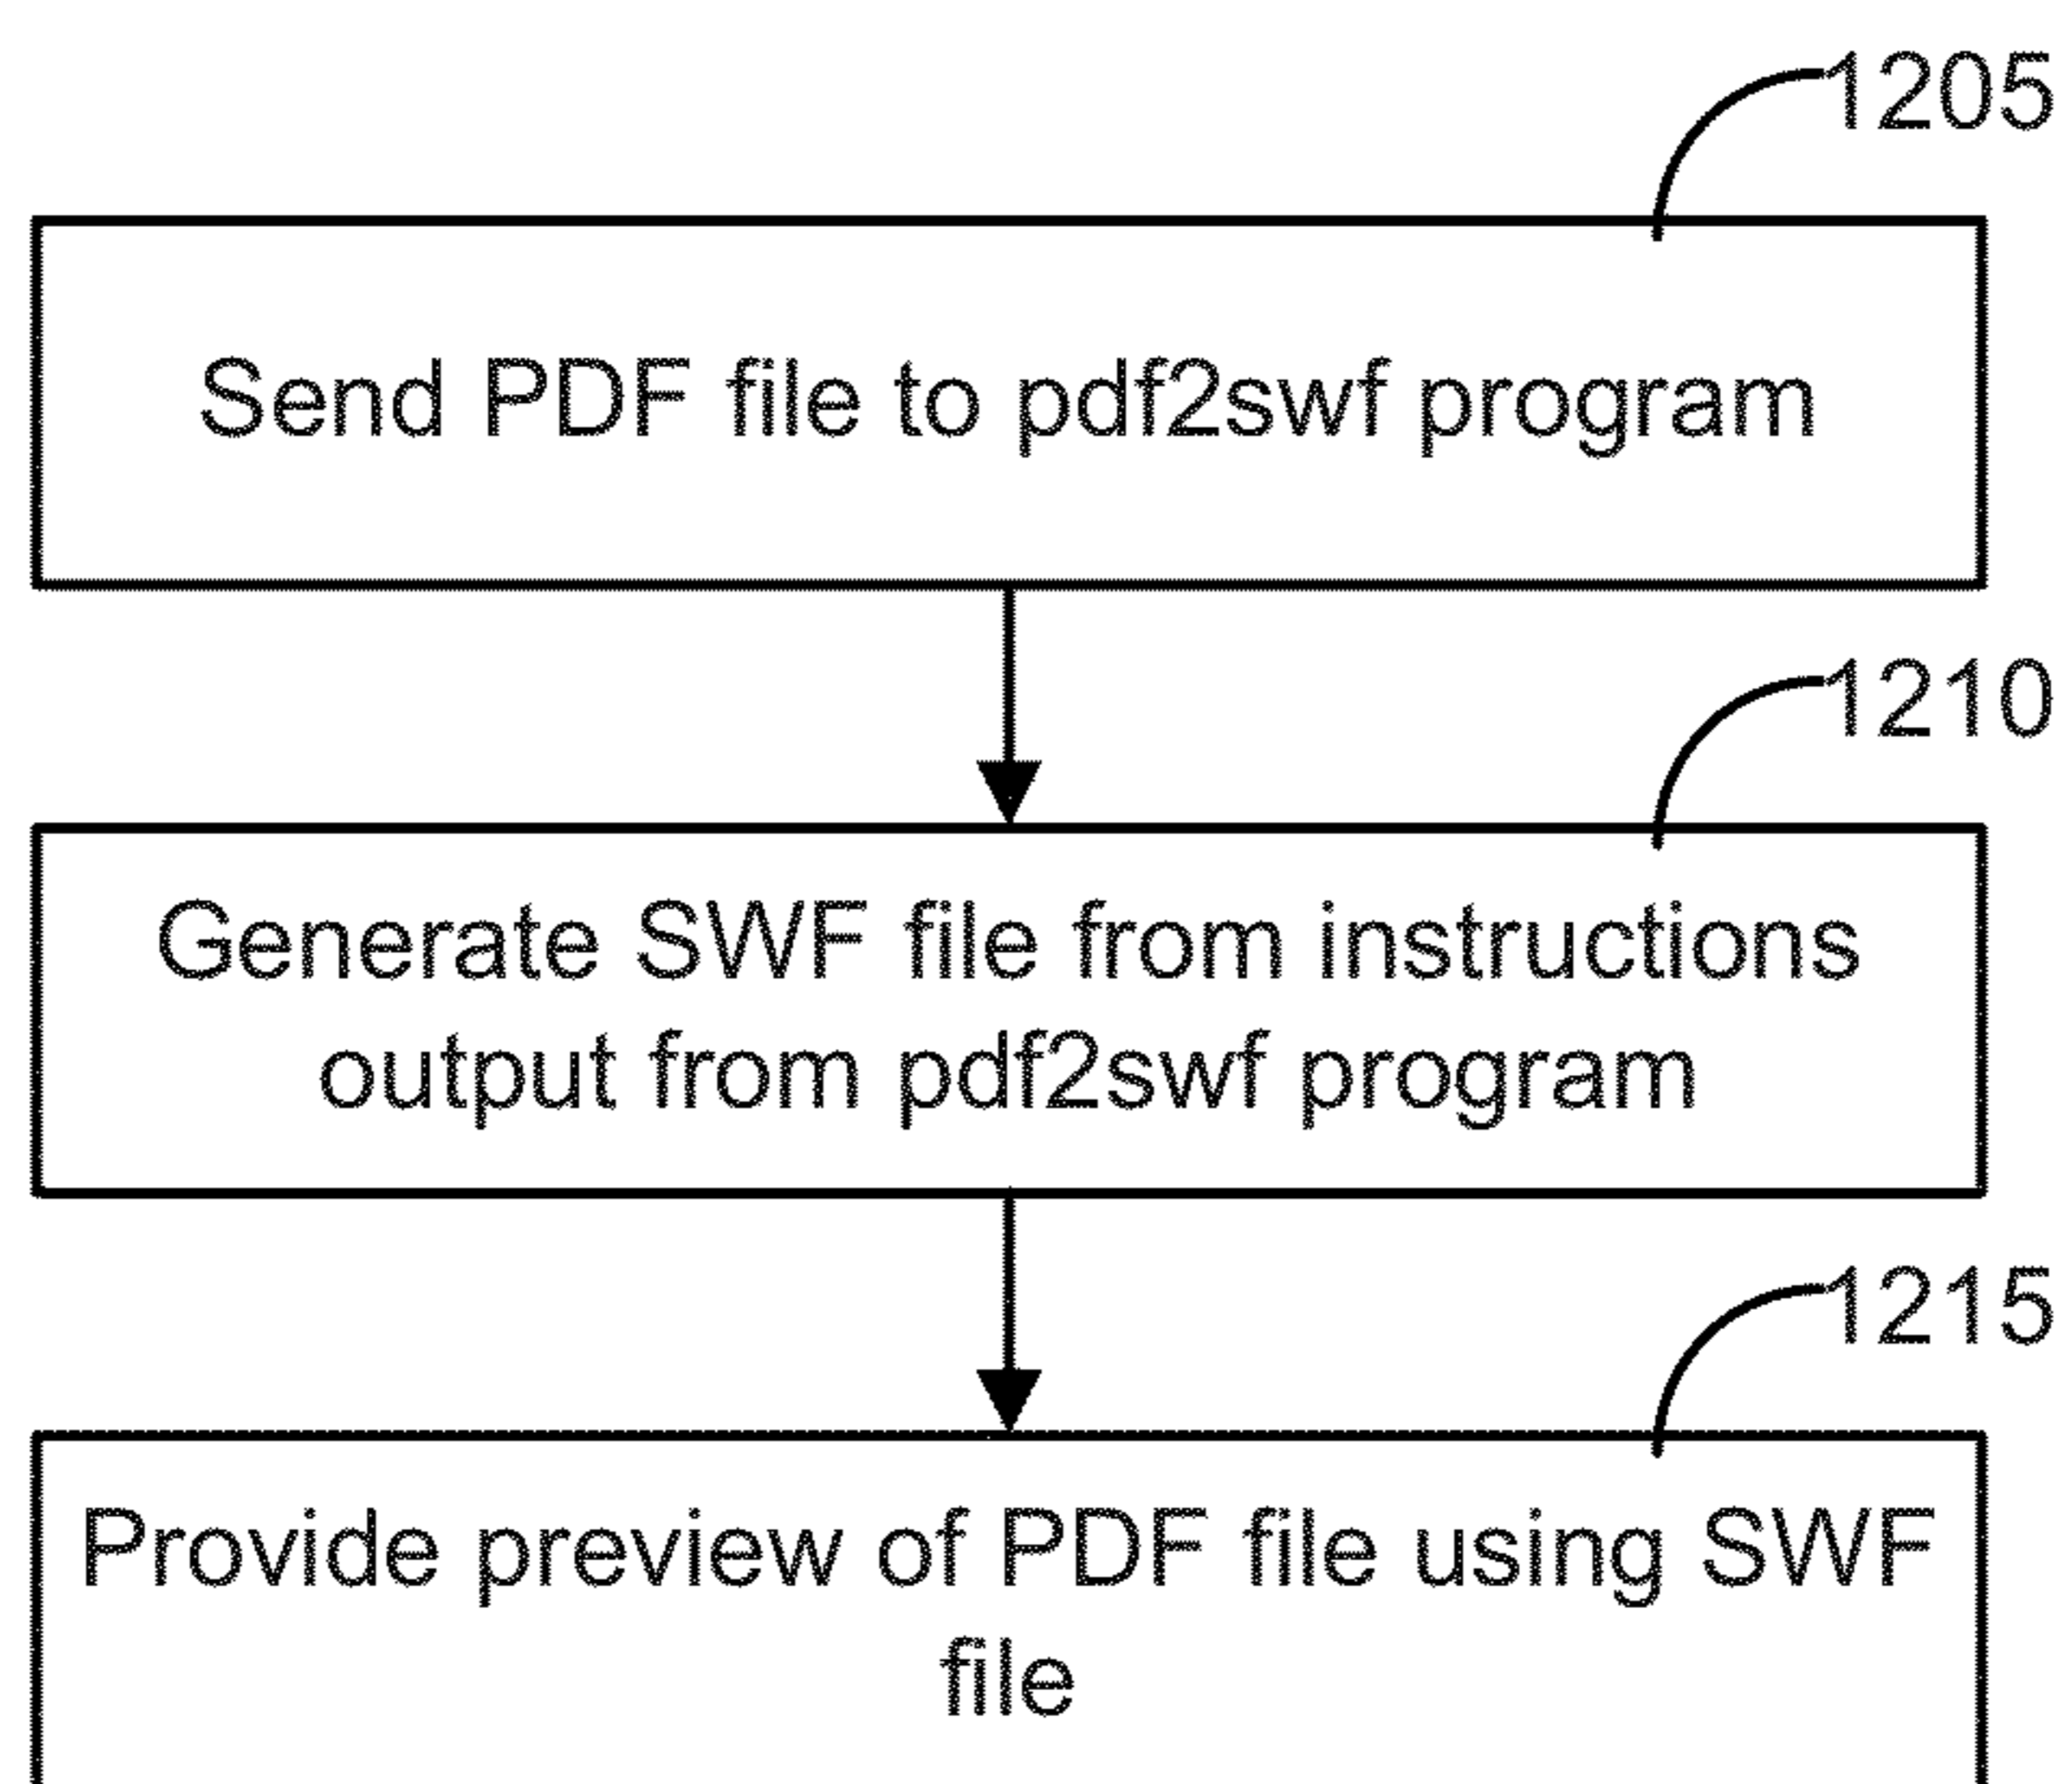 1205
Send PDF file to pdf2swf program
1210
Generate SWF file from instructions
output from pdf2swf program
1215
Provide preview of PDF file using SWF
file